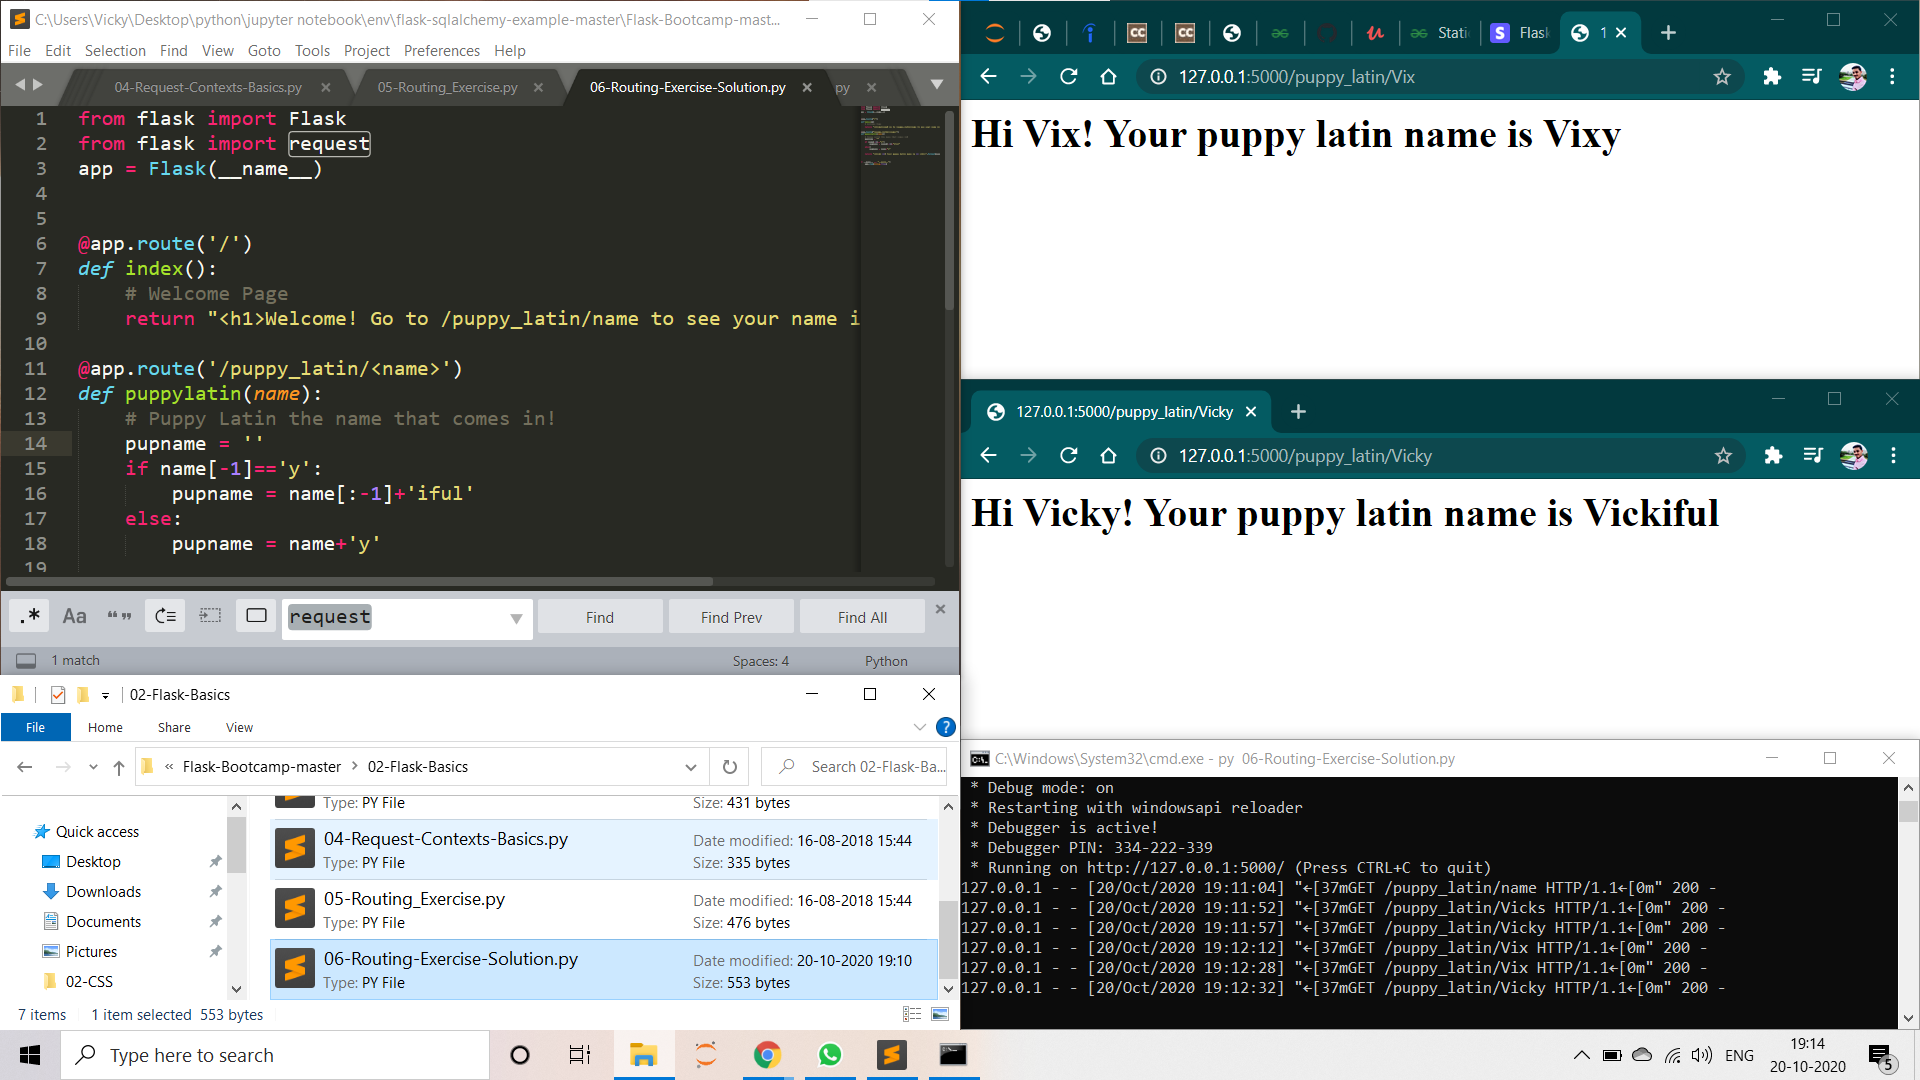 C:\Users\Vicky\Desktop\python\jupyter notebook\env\flask-sqlalchemy-example-master\Flask-Bootcamp-mast...
File Edit Selection Find View Goto Tools Project Preferences Help
04-Request-Contexts-Basics.py × 05-Routing_Exercise.py × 06-Routing-Exercise-Solution.py × py ×
1 from flask import Flask
2 from flask import request
3 app = Flask(__name__)
4
5
6 @app.route('/')
7 def index():
8 # Welcome Page
9 return "<h1>Welcome! Go to /puppy_latin/name to see your name i
10
11 @app.route('/puppy_latin/<name>')
12 def puppylatin(name):
13 # Puppy Latin the name that comes in!
14 pupname = ''
15 if name[-1]=='y':
16 pupname = name[:-1]+'iful'
17 else:
18 pupname = name+'y'
19
.* Aa “” request Find Find Prev Find All ×
1 match Spaces: 4 Python
02-Flask-Basics
File Home Share View ?
« Flask-Bootcamp-master > 02-Flask-Basics Search 02-Flask-Ba...
Quick access
Desktop
Downloads
Documents
Pictures
02-CSS
Type: PY File Size: 431 bytes
04-Request-Contexts-Basics.py Date modified: 16-08-2018 15:44
Type: PY File Size: 335 bytes
05-Routing_Exercise.py Date modified: 16-08-2018 15:44
Type: PY File Size: 476 bytes
06-Routing-Exercise-Solution.py Date modified: 20-10-2020 19:10
Type: PY File Size: 553 bytes
7 items 1 item selected 553 bytes
CC CC Stati S Flask 1 × +
127.0.0.1:5000/puppy_latin/Vix
Hi Vix! Your puppy latin name is Vixy
127.0.0.1:5000/puppy_latin/Vicky × +
127.0.0.1:5000/puppy_latin/Vicky
Hi Vicky! Your puppy latin name is Vickiful
C:\Windows\System32\cmd.exe - py 06-Routing-Exercise-Solution.py
* Debug mode: on
* Restarting with windowsapi reloader
* Debugger is active!
* Debugger PIN: 334-222-339
* Running on http://127.0.0.1:5000/ (Press CTRL+C to quit)
127.0.0.1 - - [20/Oct/2020 19:11:04] "←[37mGET /puppy_latin/name HTTP/1.1←[0m" 200 -
127.0.0.1 - - [20/Oct/2020 19:11:52] "←[37mGET /puppy_latin/Vicks HTTP/1.1←[0m" 200 -
127.0.0.1 - - [20/Oct/2020 19:11:57] "←[37mGET /puppy_latin/Vicky HTTP/1.1←[0m" 200 -
127.0.0.1 - - [20/Oct/2020 19:12:12] "←[37mGET /puppy_latin/Vix HTTP/1.1←[0m" 200 -
127.0.0.1 - - [20/Oct/2020 19:12:28] "←[37mGET /puppy_latin/Vix HTTP/1.1←[0m" 200 -
127.0.0.1 - - [20/Oct/2020 19:12:32] "←[37mGET /puppy_latin/Vicky HTTP/1.1←[0m" 200 -
Type here to search
ENG
19:14
20-10-2020
5